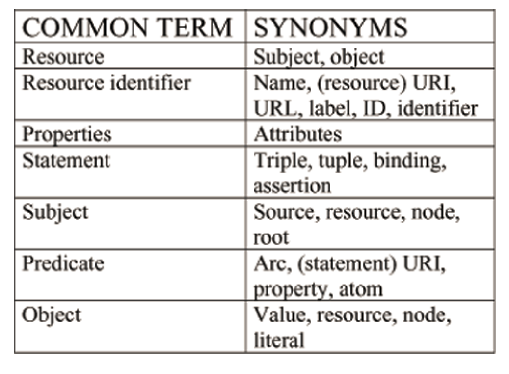 COMMON TERM SYNONYMS
Resource Subject, object
Resource identifier Name, (resource) URI,
URL, label, ID, identifier
Properties Attributes
Statement Triple, tuple, binding,
assertion
Subject Source, resource, node,
root
Predicate Arc, (statement) URI,
property, atom
Object Value, resource, node,
literal